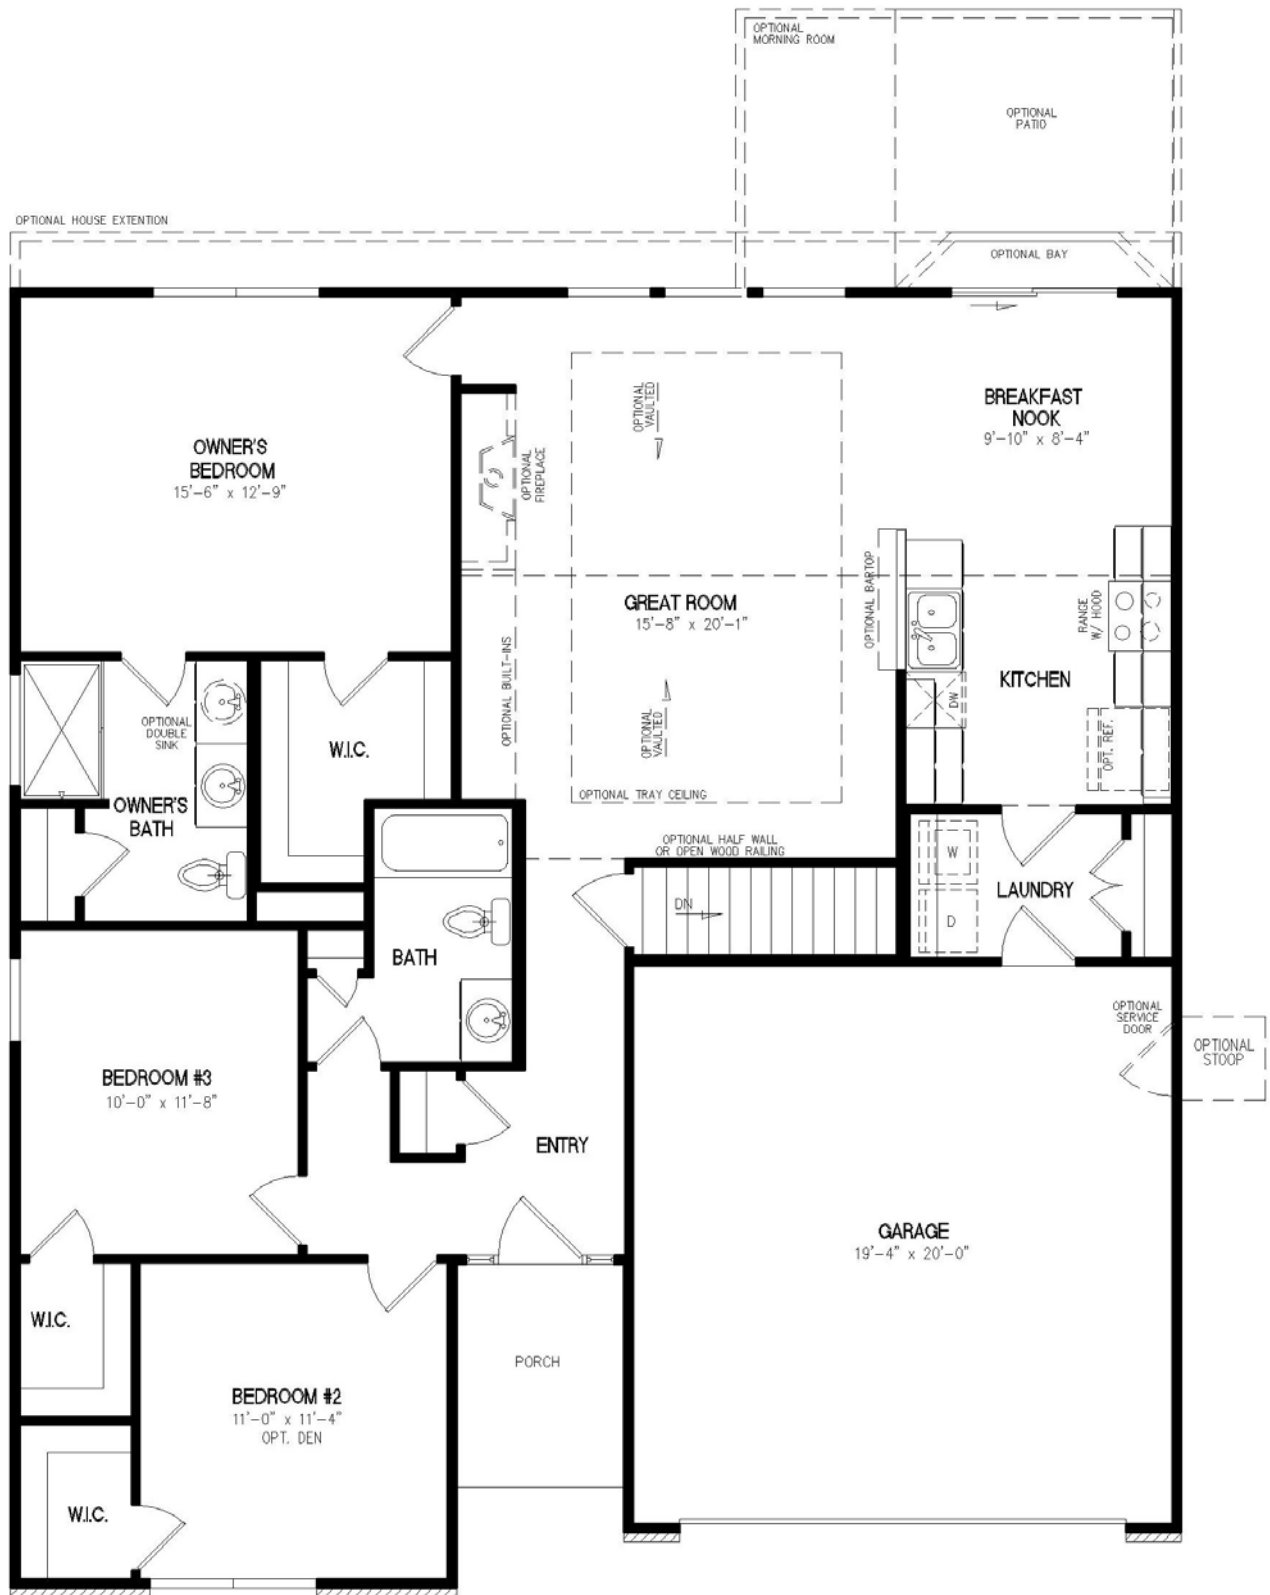 OPTIONAL
MORNING ROOM
OPTIONAL
PATIO
OPTIONAL HOUSE EXTENTION
OPTIONAL BAY
OWNER'S
BEDROOM
15'-6" x 12'-9"
OPTIONAL
FIREPLACE
OPTIONAL
VAULTED
BREAKFAST
NOOK
9'-10" x 8'-4"
GREAT ROOM
15'-8" x 20'-1"
OPTIONAL BARTOP
RANGE
W/ HOOD
KITCHEN
DW
OPT. REF.
OPTIONAL BUILT-INS
OPTIONAL
VAULTED
OPTIONAL TRAY CEILING
OPTIONAL
DOUBLE
SINK
W.I.C.
OWNER'S
BATH
OPTIONAL HALF WALL
OR OPEN WOOD RAILING
W
LAUNDRY
D
DN
BATH
OPTIONAL
SERVICE
DOOR
OPTIONAL
STOOP
BEDROOM #3
10'-0" x 11'-8"
ENTRY
GARAGE
19'-4" x 20'-0"
W.I.C.
PORCH
BEDROOM #2
11'-0" x 11'-4"
OPT. DEN
W.I.C.